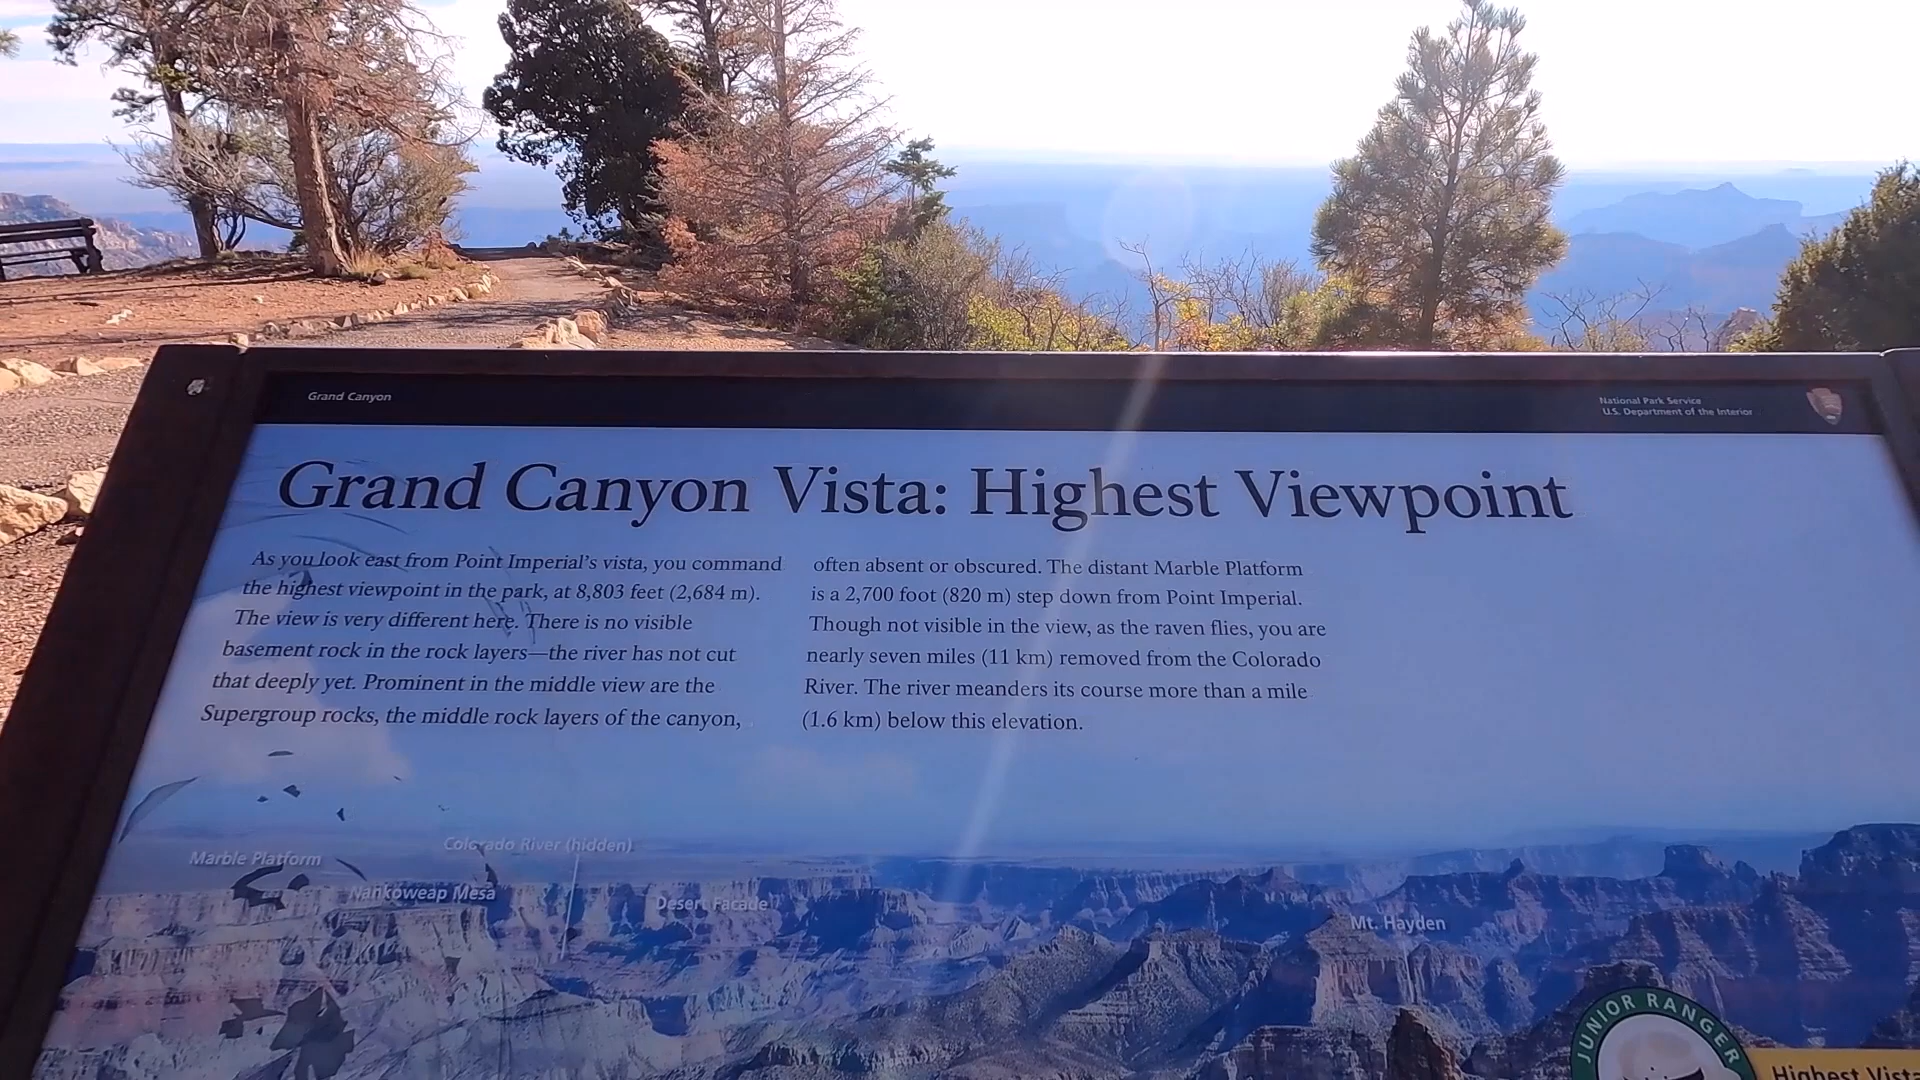 Grand Canyon
National Park Service
U.S. Department of the Interior
Grand Canyon Vista: Highest Viewpoint
As you look east from Point Imperial's vista, you command
the highest viewpoint in the park, at 8,803 feet (2,684 m).
The view is very different here. There is no visible
basement rock in the rock layers—the river has not cut
that deeply yet. Prominent in the middle view are the
Supergroup rocks, the middle rock layers of the canyon,
often absent or obscured. The distant Marble Platform
is a 2,700 foot (820 m) step down from Point Imperial.
Though not visible in the view, as the raven flies, you are
nearly seven miles (11 km) removed from the Colorado
River. The river meanders its course more than a mile
(1.6 km) below this elevation.
Colorado River (hidden)
Marble Platform
Nankoweap Mesa
Desert Facade
Mt. Hayden
JUNIOR RANGER
Highest Vista